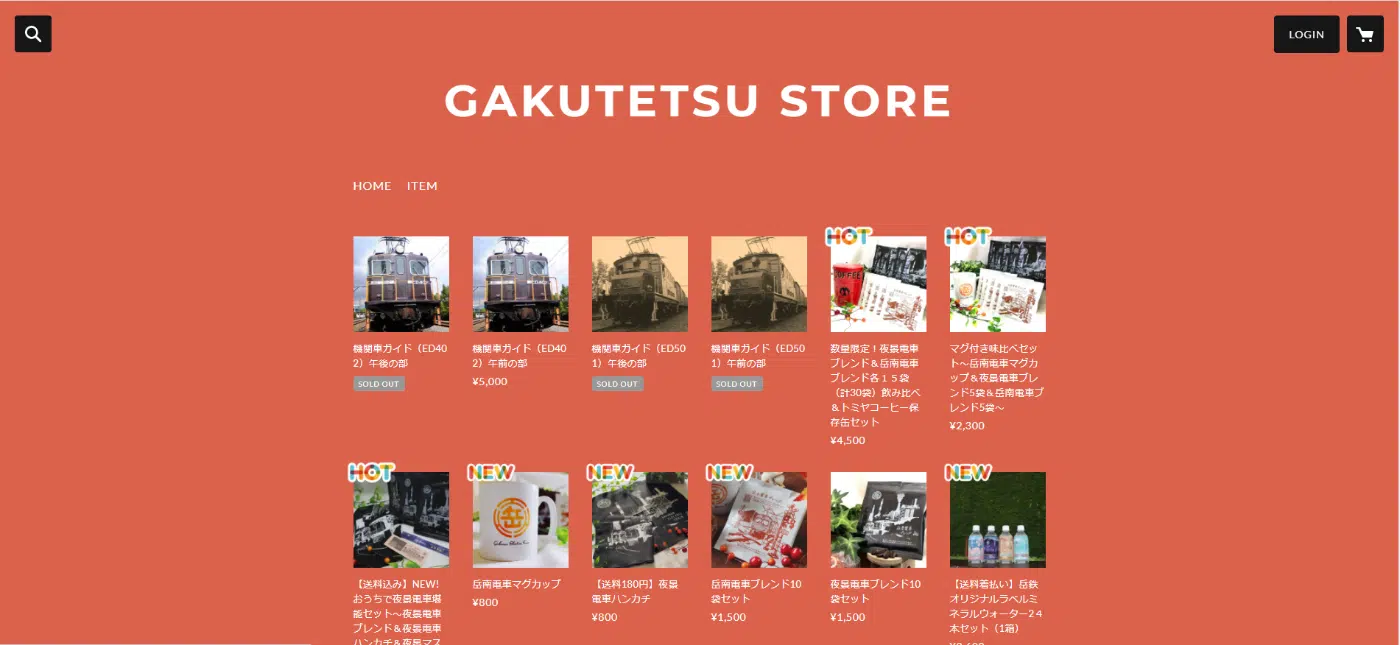 LOGIN
GAKUTETSU STORE
HOME ITEM
機関車ガイド（ED40
2）午後の部
SOLD OUT
機関車ガイド（ED40
2）午前の部
¥5,000
機関車ガイド（ED50
1）午後の部
SOLD OUT
機関車ガイド（ED50
1）午前の部
SOLD OUT
HOT
COFFEE
数量限定！夜景電車
ブレンド＆岳南電車
ブレンド各１５袋
（計30袋）飲み比べ
＆トミヤコーヒー保
存缶セット
¥4,500
HOT
マグ付き味比べセッ
ト～岳南電車マグカ
ップ＆夜景電車ブレ
ンド5袋＆岳南電車ブ
レンド5袋～
¥2,300
HOT
【送料込み】NEW!
おうちで夜景電車堪
能セット～夜景電車
ブレンド＆夜景電車
ハンカチ＆夜景マス
NEW
岳
岳南電車マグカップ
¥800
NEW
【送料180円】夜景
電車ハンカチ
¥800
NEW
岳南電車ブレンド10
袋セット
¥1,500
夜景電車ブレンド10
袋セット
¥1,500
NEW
【送料着払い】岳鉄
オリジナルラベルミ
ネラルウォーター２４
本セット（1箱）